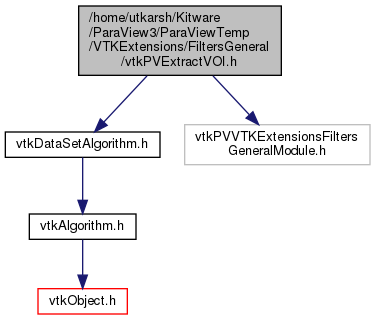 /home/utkarsh/Kitware
/ParaView3/ParaViewTemp
/VTKExtensions/FiltersGeneral
/vtkPVExtractVOI.h
vtkDataSetAlgorithm.h
vtkPVVTKExtensionsFilters
GeneralModule.h
vtkAlgorithm.h
vtkObject.h